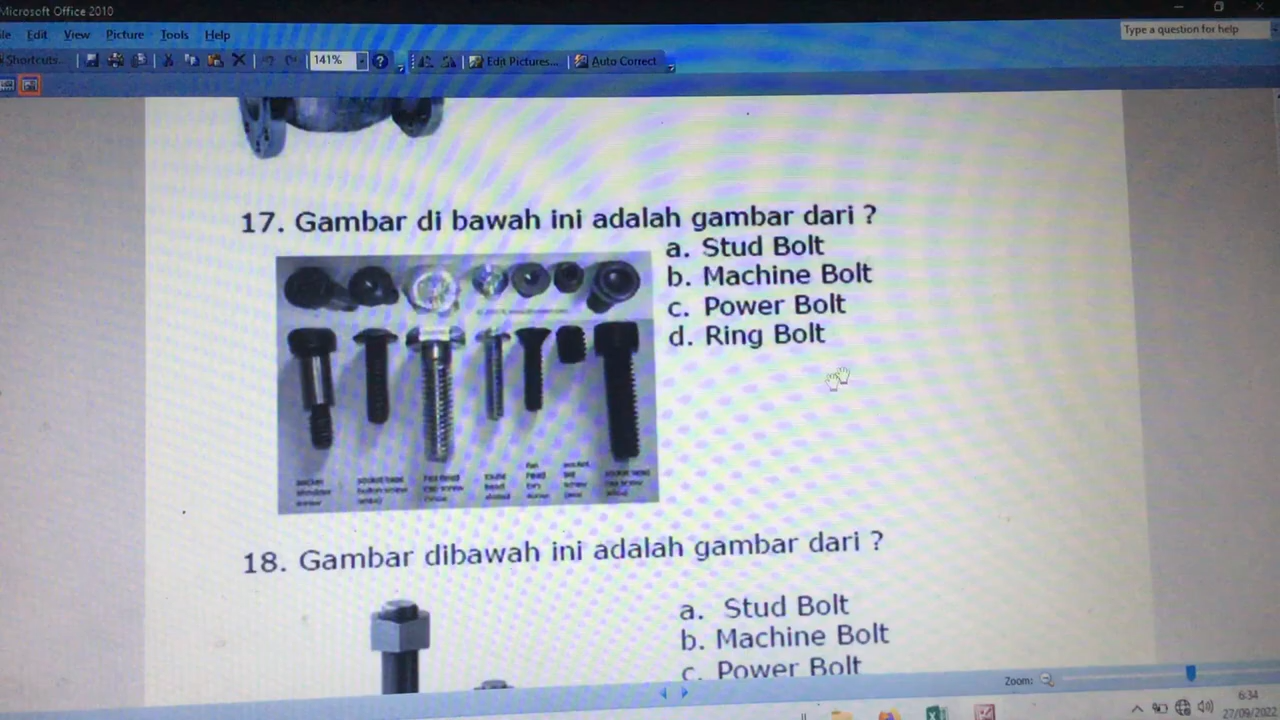 Microsoft Office 2010
Edit View Picture Tools Help
Type a question for help
Shortcuts...
141%
Edit Pictures...
Auto Correct
17. Gambar di bawah ini adalah gambar dari ?
a. Stud Bolt
b. Machine Bolt
c. Power Bolt
d. Ring Bolt
18. Gambar dibawah ini adalah gambar dari ?
a. Stud Bolt
b. Machine Bolt
c. Power Bolt
Zoom:
6:34
27/09/2022